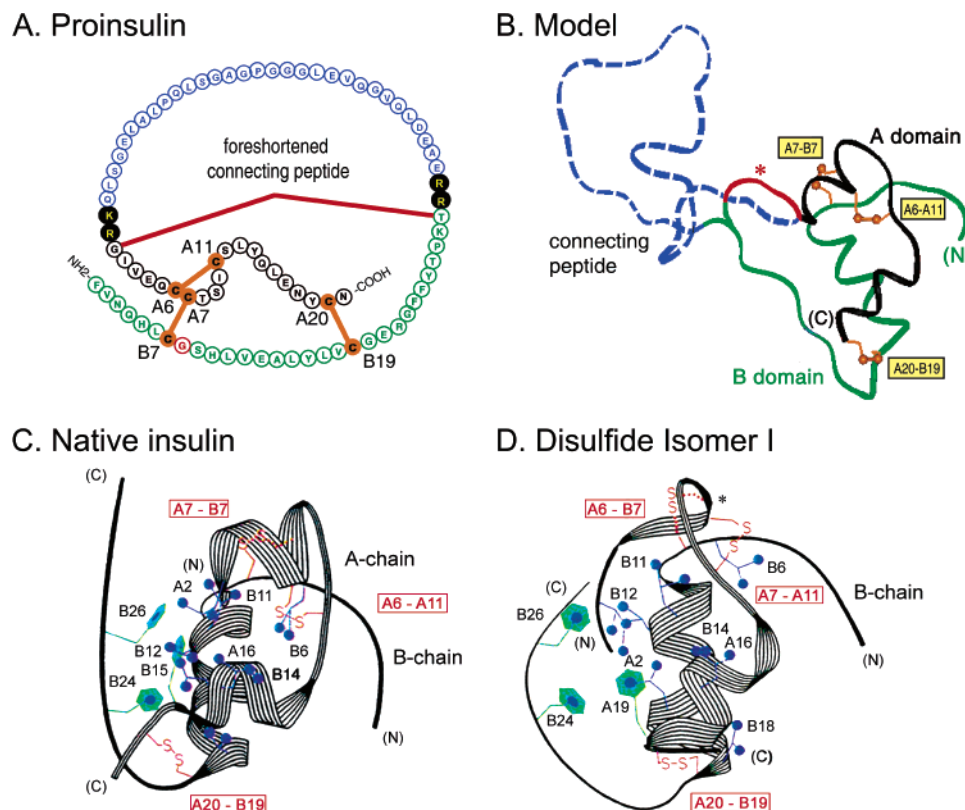 A. Proinsulin
B. Model
QLSGELALPQLSGAGPGGGLEVQGVQLDEAE
foreshortened
connecting peptide
K
R
R
R
GIVEQCCTSICSLYQLENYCN
-COOH
NH2-
FVNQHLCGSHLVEALYLVCGERGFFYTPKT
A11
A6
A7
A20
B7
B19
A7-B7
A domain
*
A6-A11
connecting
peptide
(N
(C)
A20-B19
B domain
C. Native insulin
D. Disulfide Isomer I
(C)
A7 - B7
(N)
A-chain
A2
B11
A6 - A11
B26
B12
B15
A16
B6
B14
B-chain
B24
(N)
S
S
(C)
A20 - B19
S
S
*
A6 - B7
S
S
B11
B6
B-chain
(C)
A7 - A11
B26
B12
(N)
B14
A16
A2
(N)
A19
B24
B18
(C)
S-S
A20 - B19